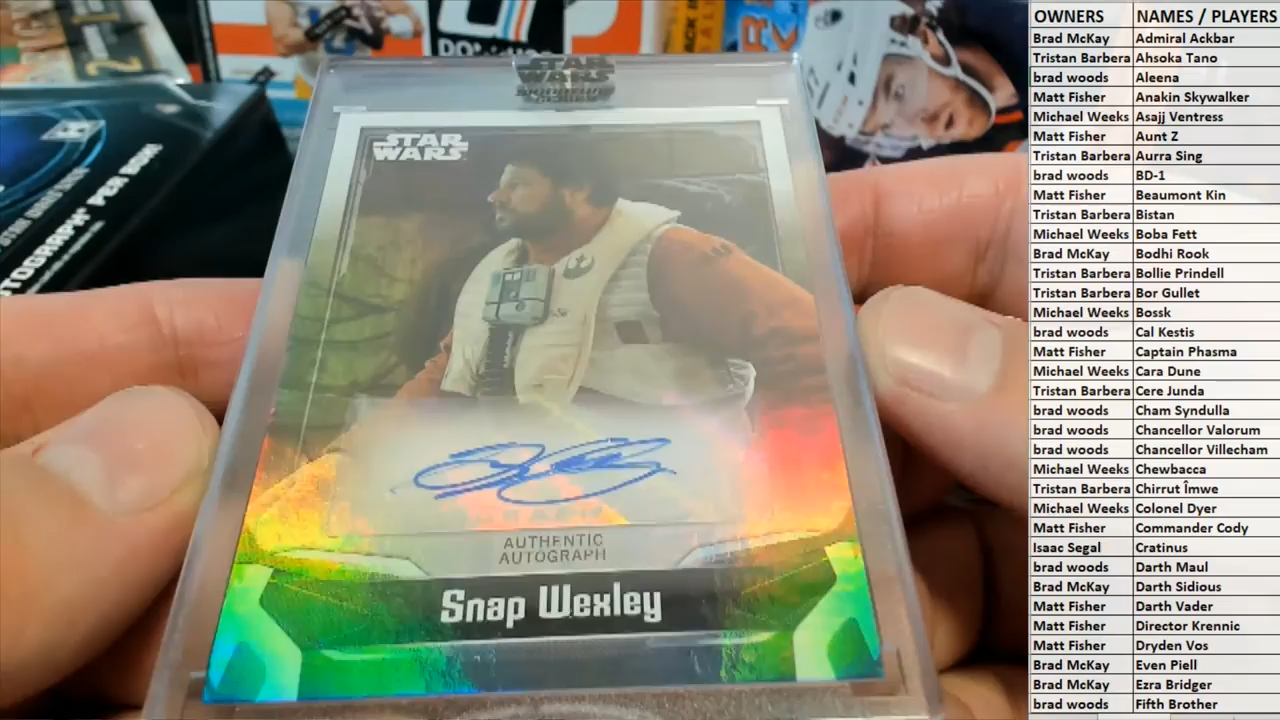 STAR
WARS
STAR
WARS
AUTHENTIC
AUTOGRAPH
Snap Wexley
AUTOGRAPH PER BOX
OWNERS NAMES / PLAYERS
Brad McKay Admiral Ackbar
Tristan Barbera Ahsoka Tano
brad woods Aleena
Matt Fisher Anakin Skywalker
Michael Weeks Asajj Ventress
Matt Fisher Aunt Z
Tristan Barbera Aurra Sing
brad woods BD-1
Matt Fisher Beaumont Kin
Tristan Barbera Bistan
Michael Weeks Boba Fett
Brad McKay Bodhi Rook
Tristan Barbera Bollie Prindell
Tristan Barbera Bor Gullet
Michael Weeks Bossk
brad woods Cal Kestis
Matt Fisher Captain Phasma
Michael Weeks Cara Dune
Tristan Barbera Cere Junda
brad woods Cham Syndulla
brad woods Chancellor Valorum
brad woods Chancellor Villecham
Michael Weeks Chewbacca
Tristan Barbera Chirrut Îmwe
Michael Weeks Colonel Dyer
Matt Fisher Commander Cody
Isaac Segal Cratinus
brad woods Darth Maul
Brad McKay Darth Sidious
Matt Fisher Darth Vader
Matt Fisher Director Krennic
Matt Fisher Dryden Vos
Brad McKay Even Piell
Brad McKay Ezra Bridger
brad woods Fifth Brother